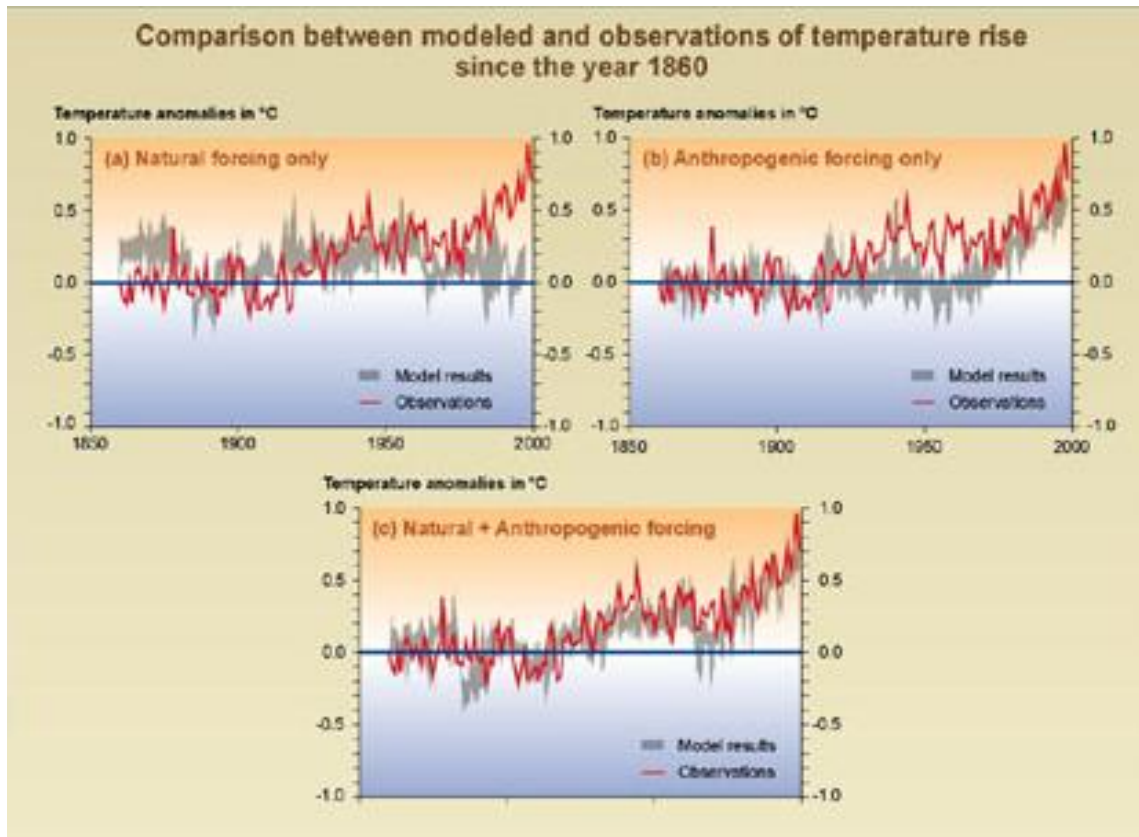 Comparison between modeled and observations of temperature rise
since the year 1860
Temperature anomalies in °C
1.0
0.5
0.0
-0.5
-1.0
(a) Natural forcing only
Model results
Observations
1.0
0.5
0.0
-0.5
-1.0
1850
1900
1950
2000
Temperature anomalies in °C
1.0
0.5
0.0
-0.5
-1.0
(b) Anthropogenic forcing only
Model results
Observations
1.0
0.5
0.0
-0.5
-1.0
1850
1900
1950
2000
Temperature anomalies in °C
1.0
0.5
0.0
-0.5
-1.0
(c) Natural + Anthropogenic forcing
Model results
Observations
1.0
0.5
0.0
-0.5
-1.0